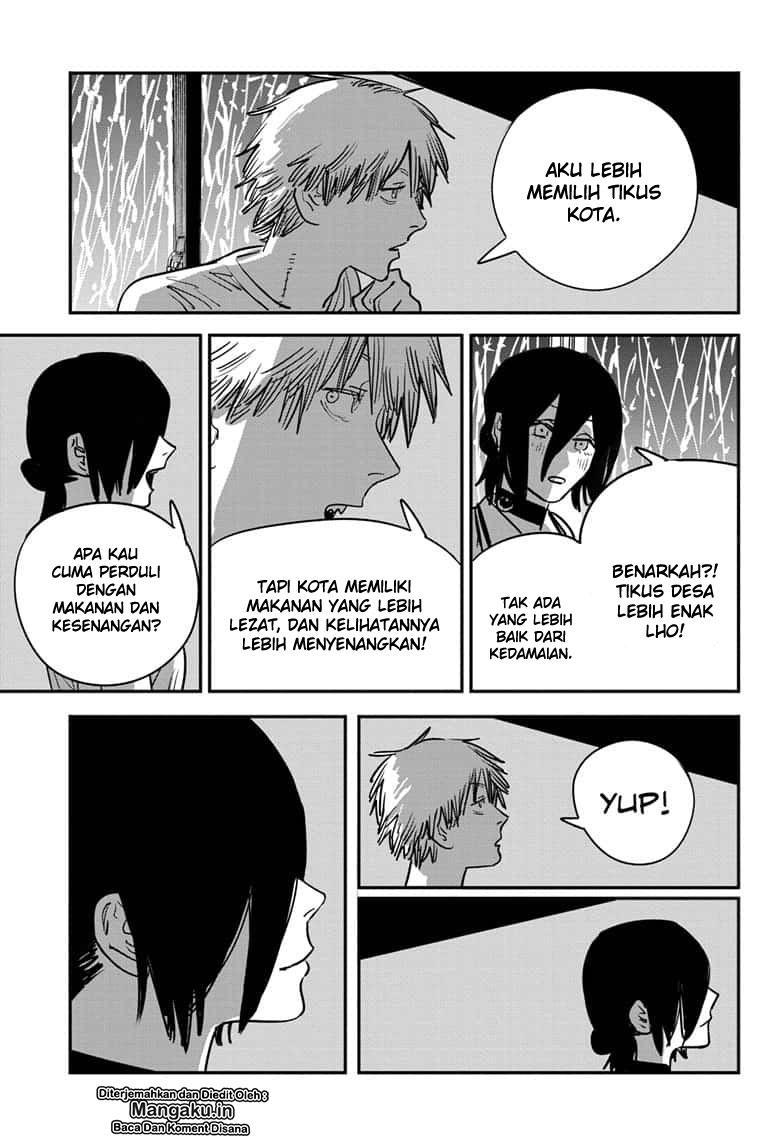 AKU LEBIH
MEMILIH TIKUS
KOTA.
BENARKAH?!
TIKUS DESA
LEBIH ENAK
LHO!
TAK ADA
YANG LEBIH
BAIK DARI
KEDAMAIAN.
TAPI KOTA MEMILIKI
MAKANAN YANG LEBIH
LEZAT, DAN KELIHATANNYA
LEBIH MENYENANGKAN!
APA KAU
CUMA PERDULI
DENGAN
MAKANAN DAN
KESENANGAN?
YUP!
Diterjemahkan dan Diedit Oleh :
Mangaku.in
Baca Dan Koment Disana